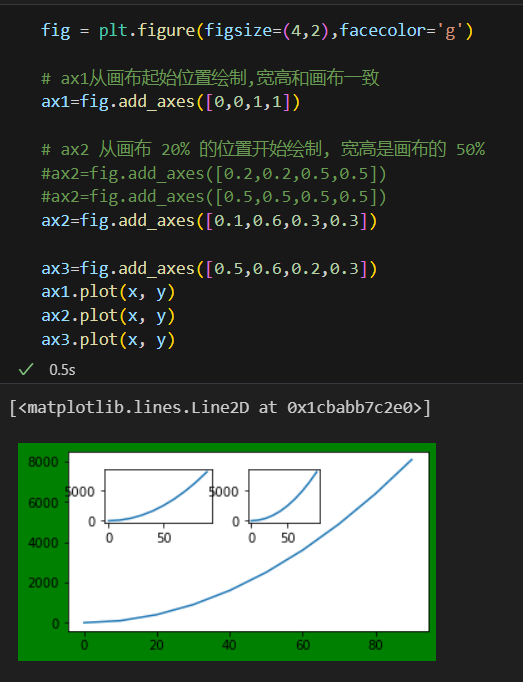 fig = plt.figure(figsize=(4,2),facecolor='g')
# ax1从画布起始位置绘制,宽高和画布一致
ax1=fig.add_axes([0,0,1,1])
# ax2 从画布 20% 的位置开始绘制, 宽高是画布的 50%
#ax2=fig.add_axes([0.2,0.2,0.5,0.5])
#ax2=fig.add_axes([0.5,0.5,0.5,0.5])
ax2=fig.add_axes([0.1,0.6,0.3,0.3])
ax3=fig.add_axes([0.5,0.6,0.2,0.3])
ax1.plot(x, y)
ax2.plot(x, y)
ax3.plot(x, y)
0.5s
[<matplotlib.lines.Line2D at 0x1cbabb7c2e0>]
8000
6000
4000
2000
0
5000
0
0 50
5000
0
0 50
0 20 40 60 80